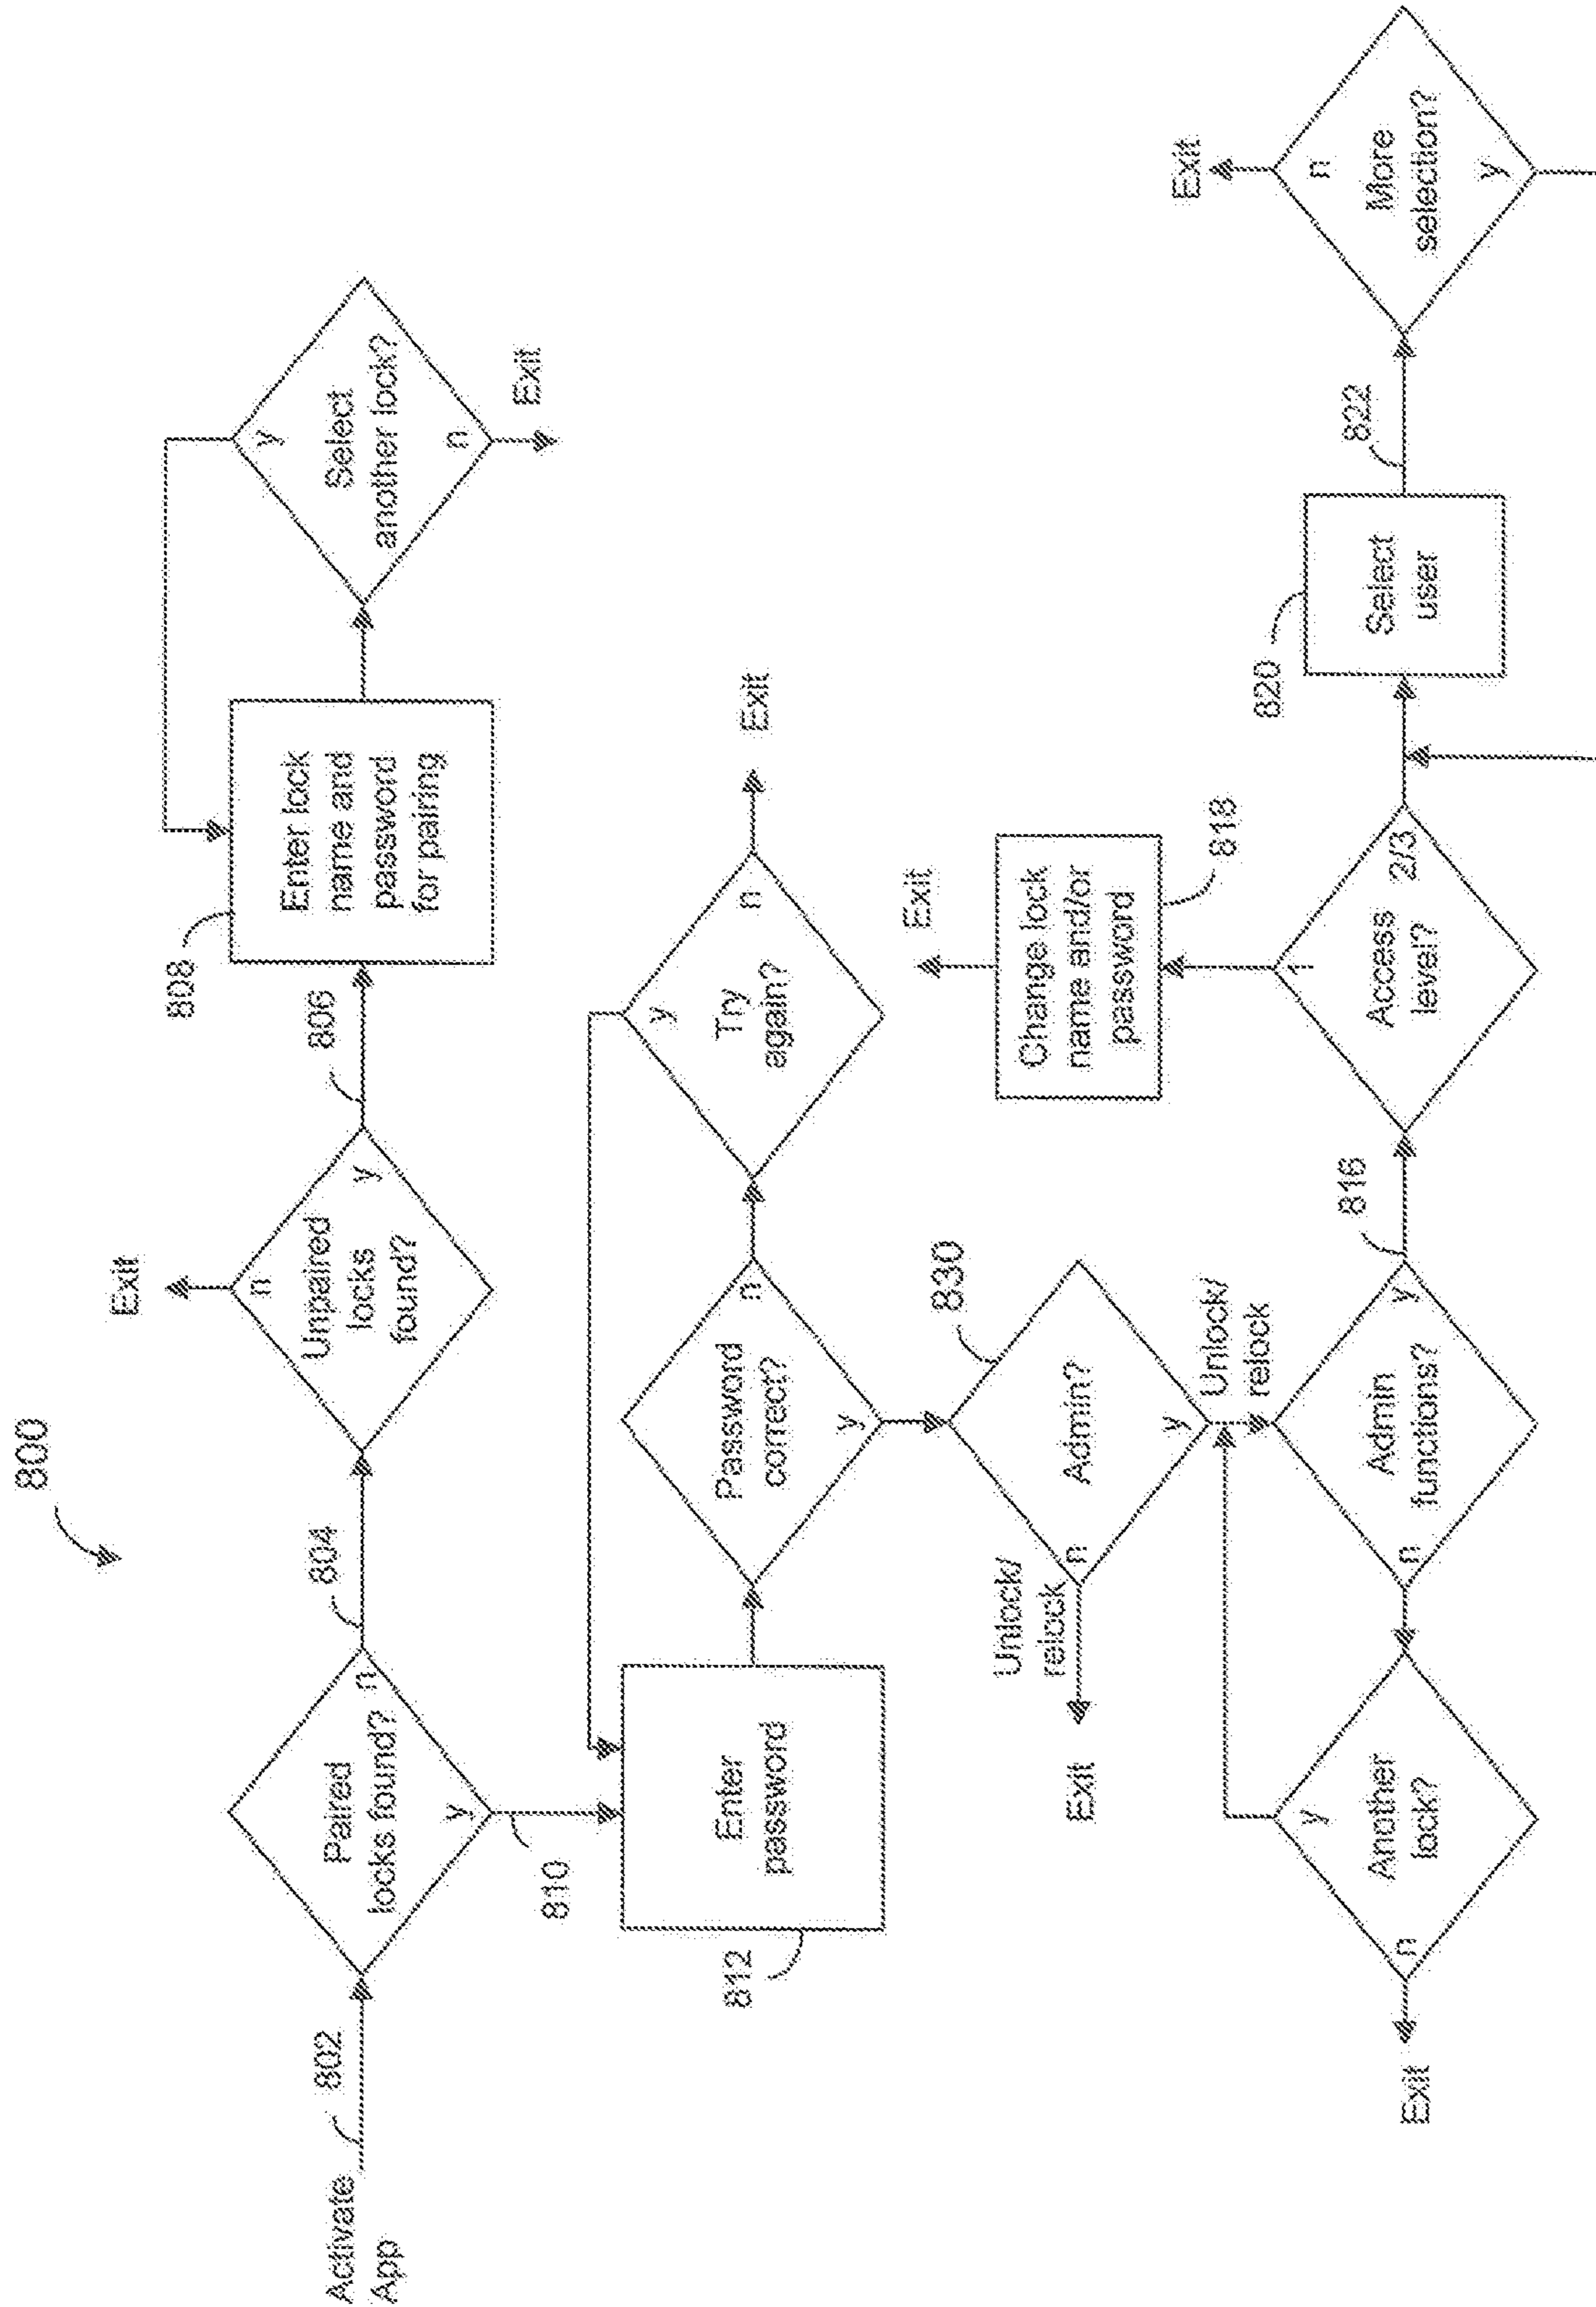 800
Activate
App
802
Paired
locks found?
n
y
804
Unpaired
locks
found?
n
y
Exit
806
808
Enter lock
name and
password
for pairing
Select
another lock?
y
n
Exit
810
812
Enter
password
Password
correct?
n
y
Try
again?
y
n
Exit
830
Admin?
n
y
Unlock/
relock
Exit
Unlock/
relock
Admin
functions?
n
y
Another
lock?
y
n
Exit
816
Access
level?
1
2/3
818
Change lock
name and/or
password
Exit
820
Select
user
822
More
selection?
n
y
Exit